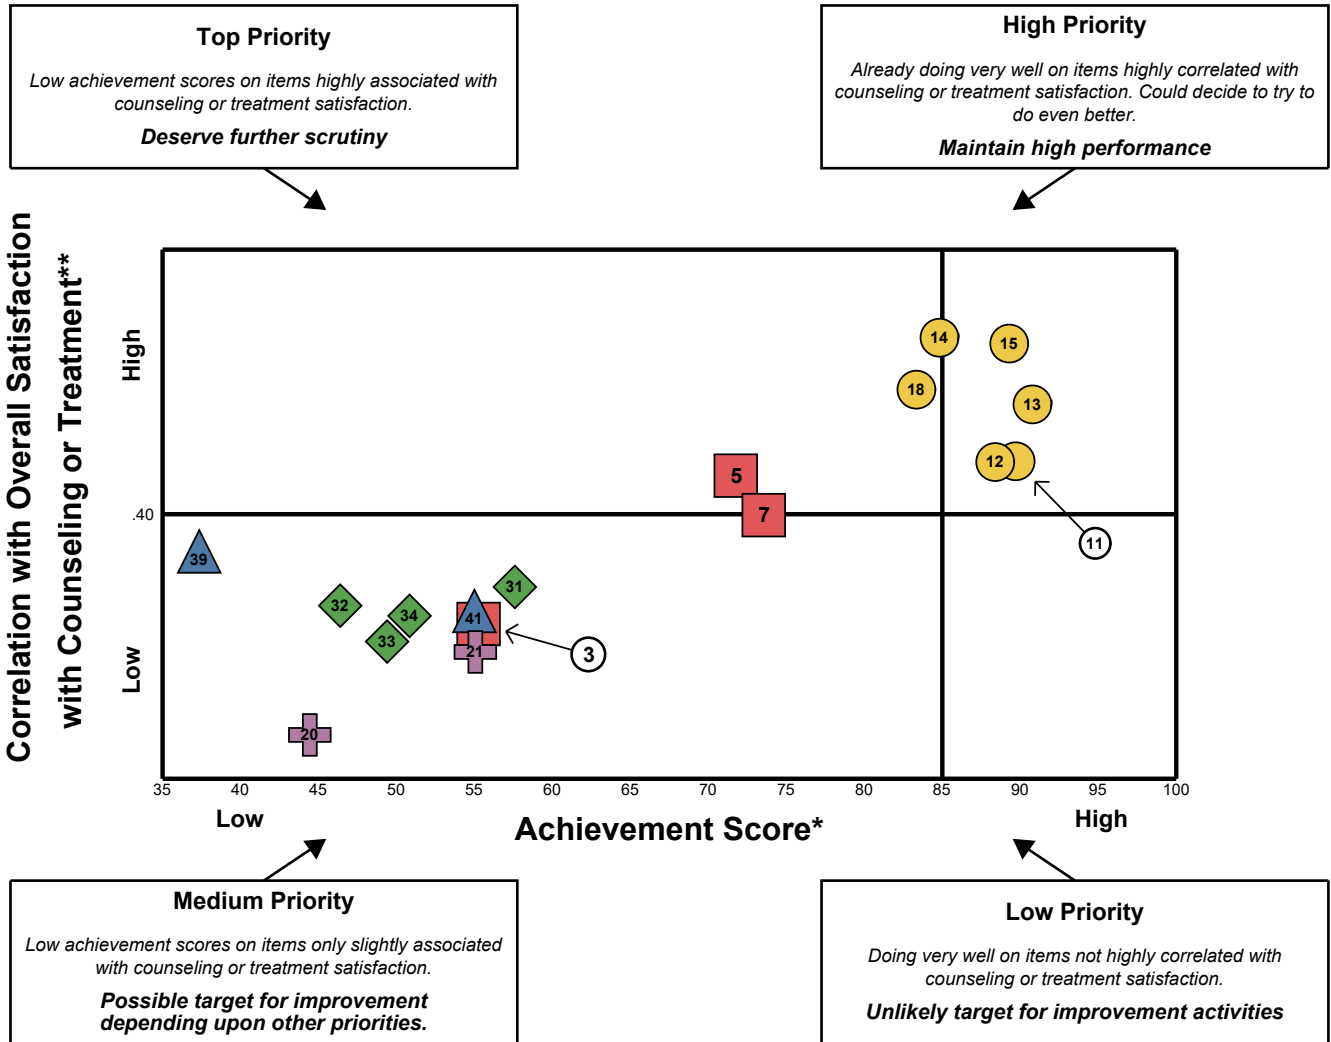 Top Priority
Low achievement scores on items highly associated with
counseling or treatment satisfaction.
Deserve further scrutiny
High Priority
Already doing very well on items highly correlated with
counseling or treatment satisfaction. Could decide to try to
do even better.
Maintain high performance
Correlation with Overall Satisfaction
with Counseling or Treatment**
High
.40
Low
14
15
18
13
12
11
5
7
39
32
34
33
31
41
21
3
20
35
40
45
50
55
60
65
70
75
80
85
90
95
100
Low
Achievement Score*
High
Medium Priority
Low achievement scores on items only slightly associated
with counseling or treatment satisfaction.
Possible target for improvement
depending upon other priorities.
Low Priority
Doing very well on items not highly correlated with
counseling or treatment satisfaction.
Unlikely target for improvement activities